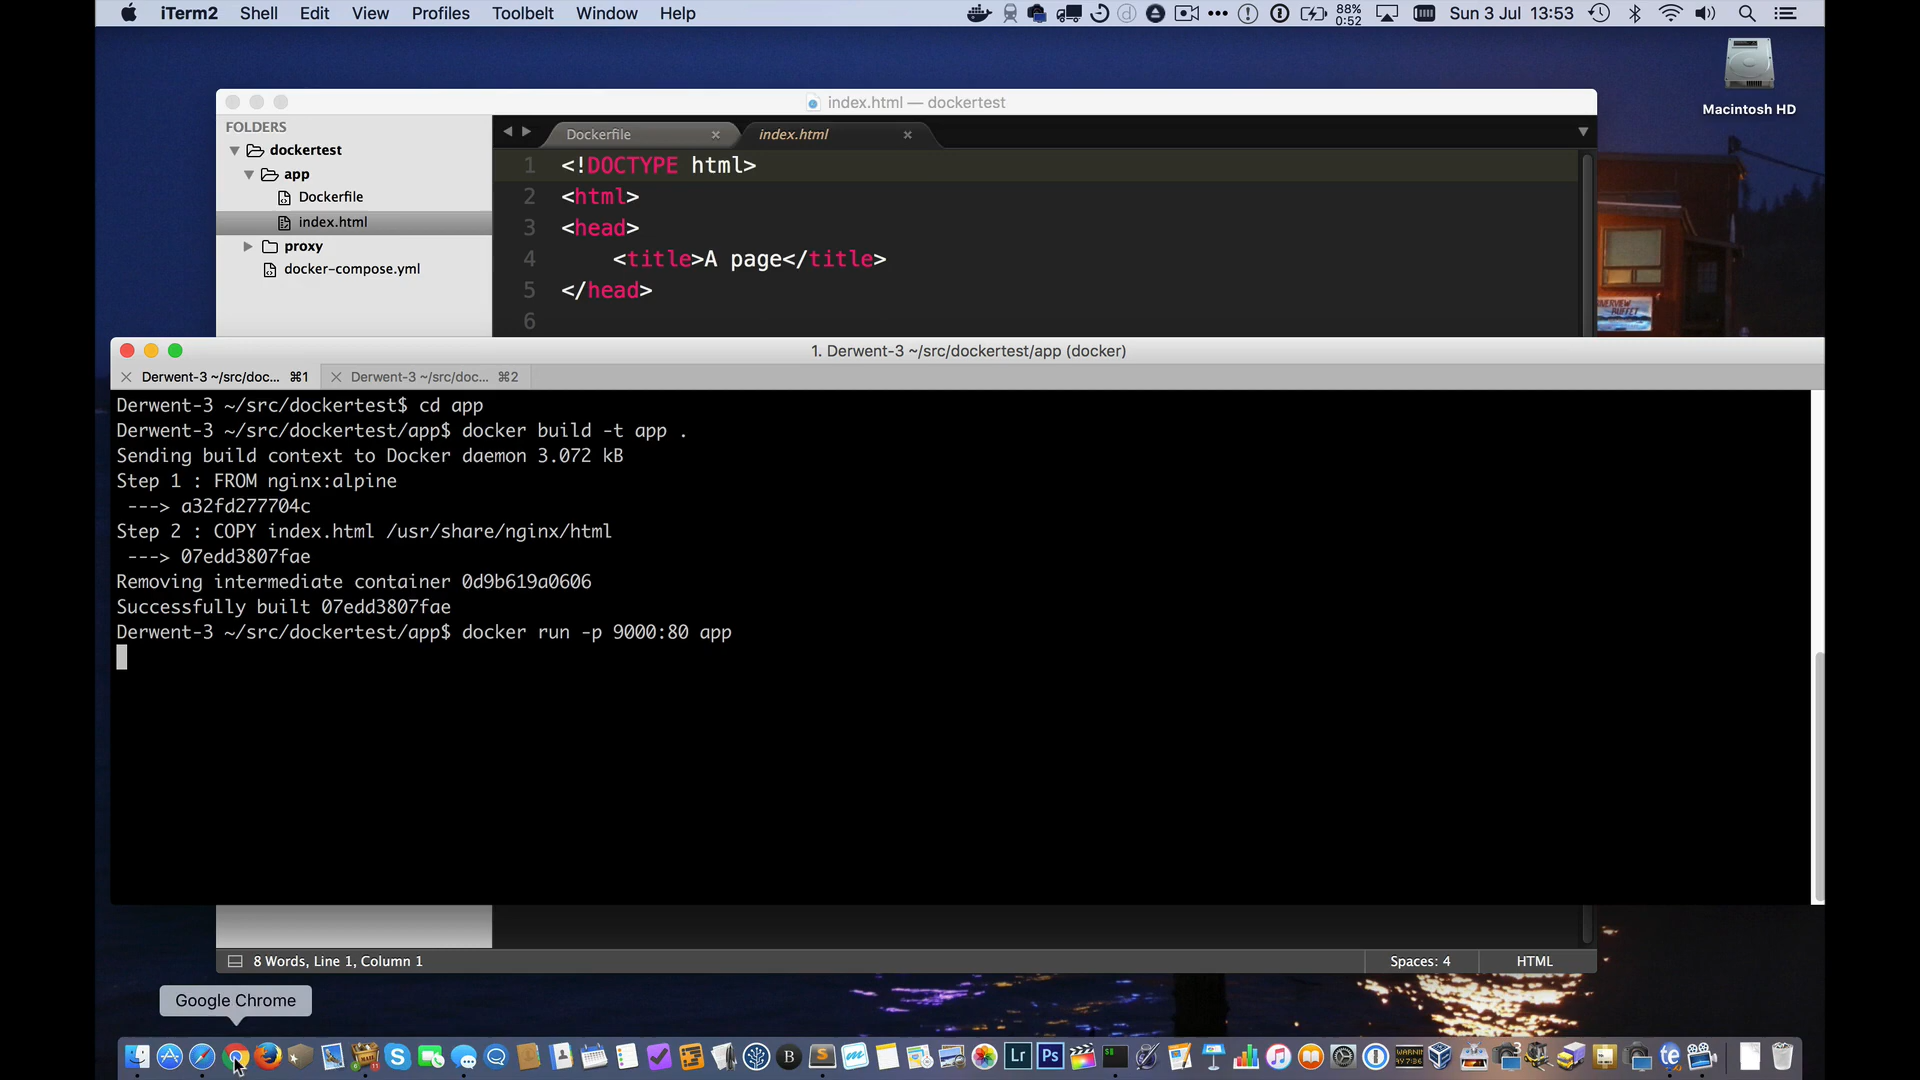 iTerm2 Shell Edit View Profiles Toolbelt Window Help 88% 0:52 Sun 3 Jul 13:53
Macintosh HD
index.html — dockertest
FOLDERS
dockertest
app
Dockerfile
index.html
proxy
docker-compose.yml
Dockerfile × index.html ×
1 <!DOCTYPE html>
2 <html>
3 <head>
4 <title>A page</title>
5 </head>
6
1. Derwent-3 ~/src/dockertest/app (docker)
Derwent-3 ~/src/doc... ⌘1 Derwent-3 ~/src/doc... ⌘2
Derwent-3 ~/src/dockertest$ cd app
Derwent-3 ~/src/dockertest/app$ docker build -t app .
Sending build context to Docker daemon 3.072 kB
Step 1 : FROM nginx:alpine
---> a32fd277704c
Step 2 : COPY index.html /usr/share/nginx/html
---> 07edd3807fae
Removing intermediate container 0d9b619a0606
Successfully built 07edd3807fae
Derwent-3 ~/src/dockertest/app$ docker run -p 9000:80 app
8 Words, Line 1, Column 1 Spaces: 4 HTML
Google Chrome